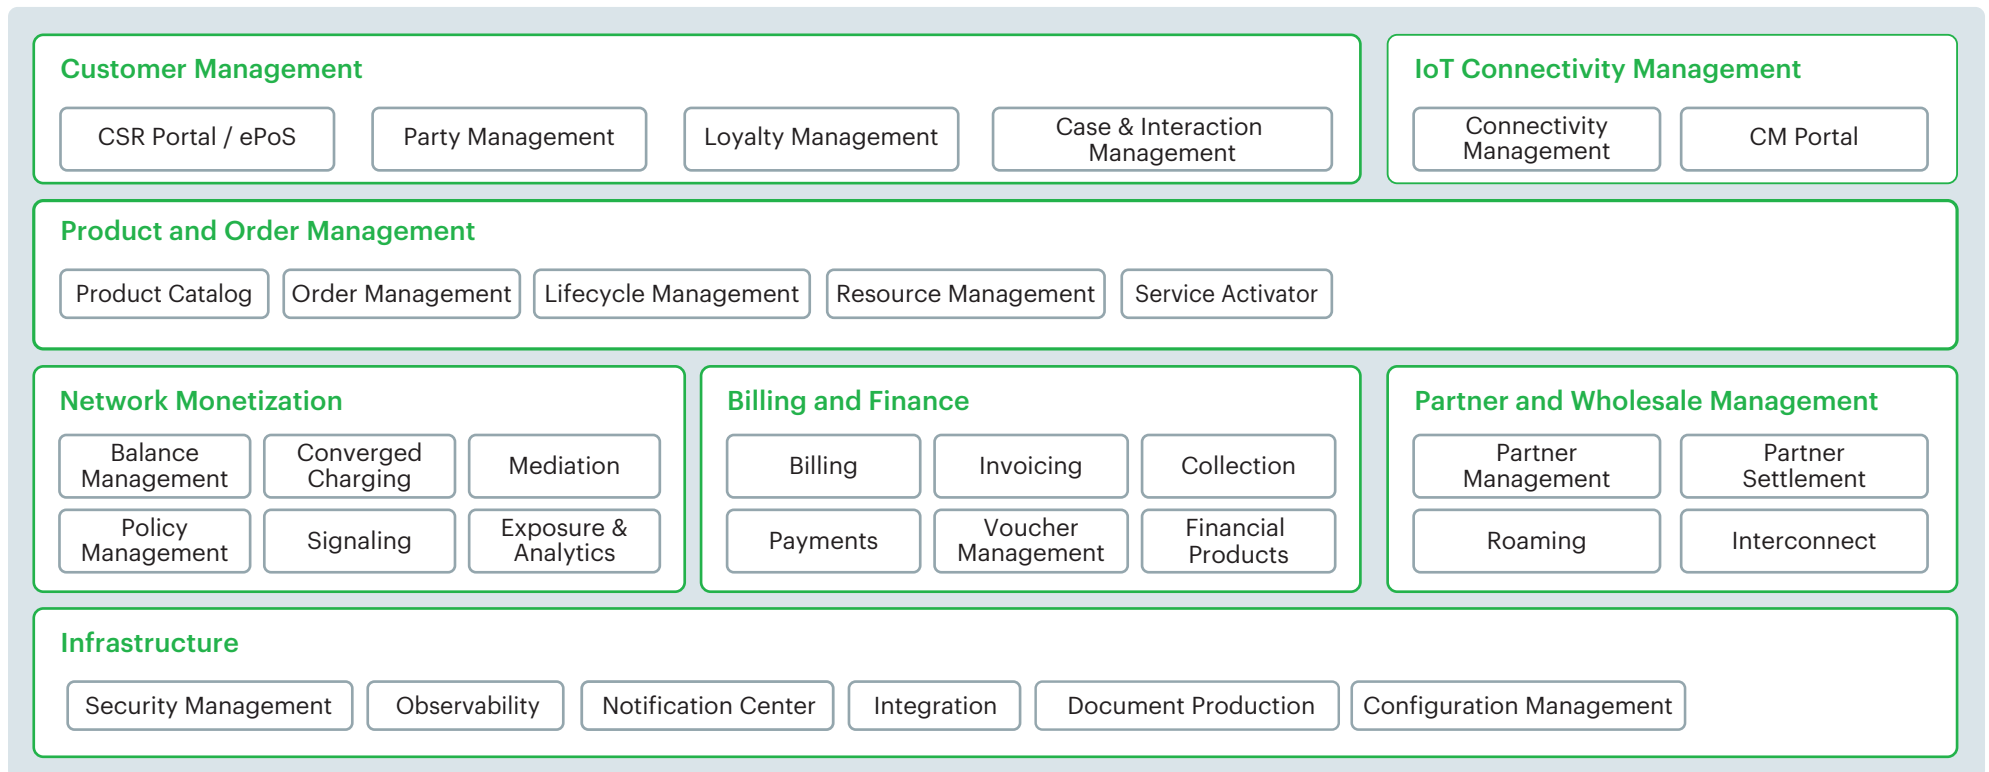 Customer Management
CSR Portal / ePoS
Party Management
Loyalty Management
Case & Interaction
Management
IoT Connectivity Management
Connectivity
Management
CM Portal
Product and Order Management
Product Catalog
Order Management
Lifecycle Management
Resource Management
Service Activator
Network Monetization
Balance
Management
Converged
Charging
Mediation
Policy
Management
Signaling
Exposure &
Analytics
Billing and Finance
Billing
Invoicing
Collection
Payments
Voucher
Management
Financial
Products
Partner and Wholesale Management
Partner
Management
Partner
Settlement
Roaming
Interconnect
Infrastructure
Security Management
Observability
Notification Center
Integration
Document Production
Configuration Management